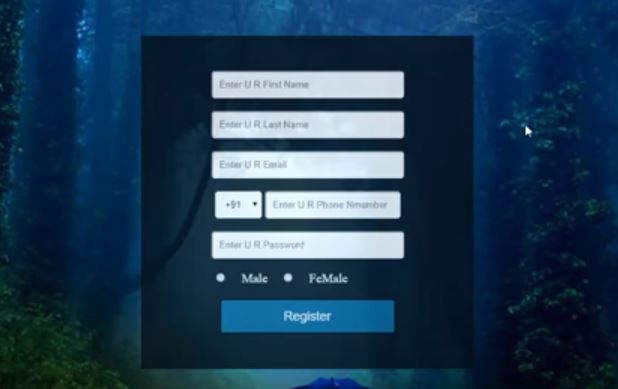 Enter U R First Name
Enter U R Last Name
Enter U R Email
+91 Enter U R Phone Nmumber
Enter U R Password
Male FeMale
Register